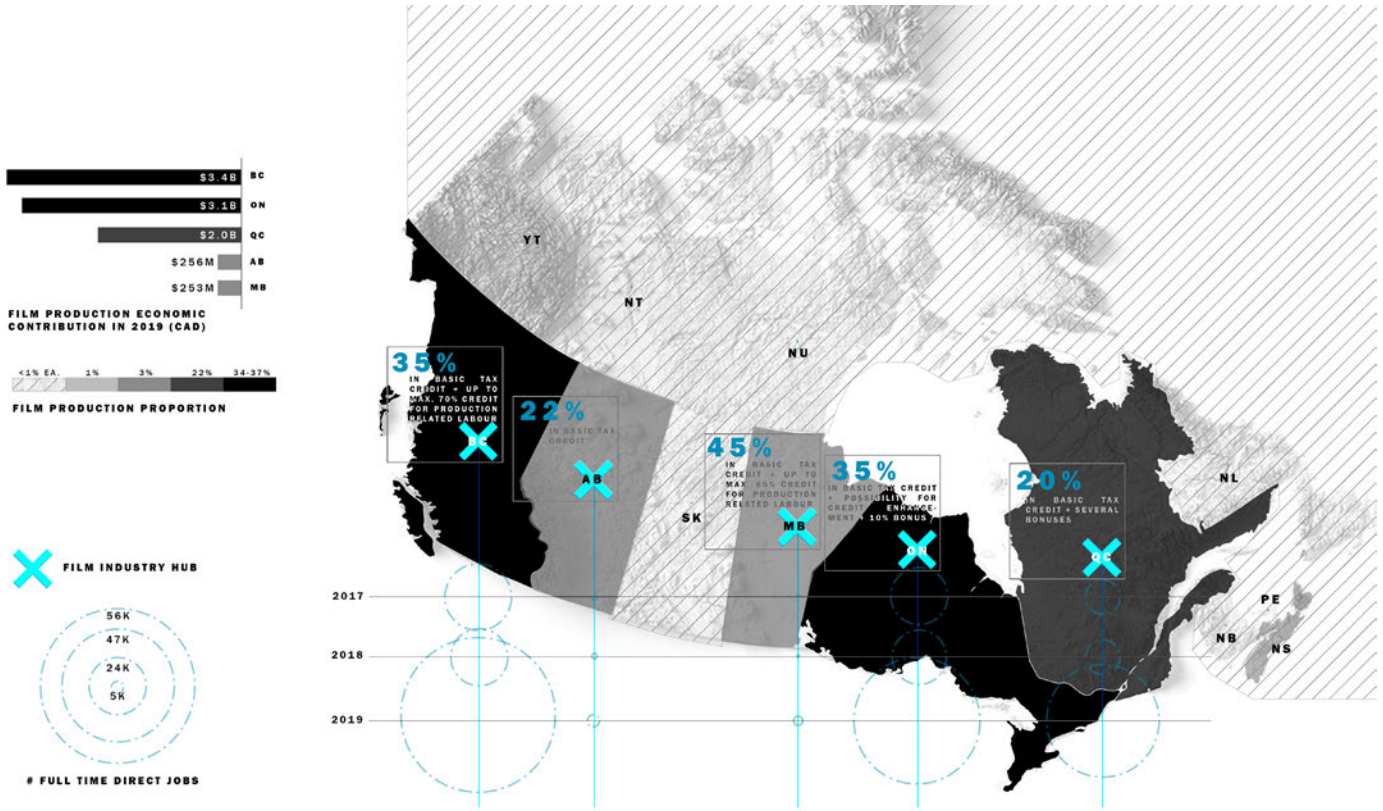 $3.4B BC
$3.1B ON
$2.0B QC
$256M AB
$253M MB
FILM PRODUCTION ECONOMIC
CONTRIBUTION IN 2019 (CAD)
<1% EA. 1% 3% 22% 34-37%
FILM PRODUCTION PROPORTION
FILM INDUSTRY HUB
56K
47K
24K
5K
# FULL TIME DIRECT JOBS
YT
NT
NU
35%
IN BASIC TAX
CREDIT + UP TO
MAX. 70% CREDIT
FOR PRODUCTION
RELATED LABOUR
BC
22%
IN BASIC TAX
CREDIT
AB
SK
45%
IN BASIC TAX
CREDIT + UP TO
MAX. 65% CREDIT
FOR PRODUCTION
RELATED LABOUR
MB
35%
IN BASIC TAX CREDIT
+ POSSIBILITY FOR
CREDIT ENHANCE-
MENT + 10% BONUS
ON
20%
IN BASIC TAX
CREDIT + SEVERAL
BONUSES
QC
NL
PE
NB
NS
2017
2018
2019